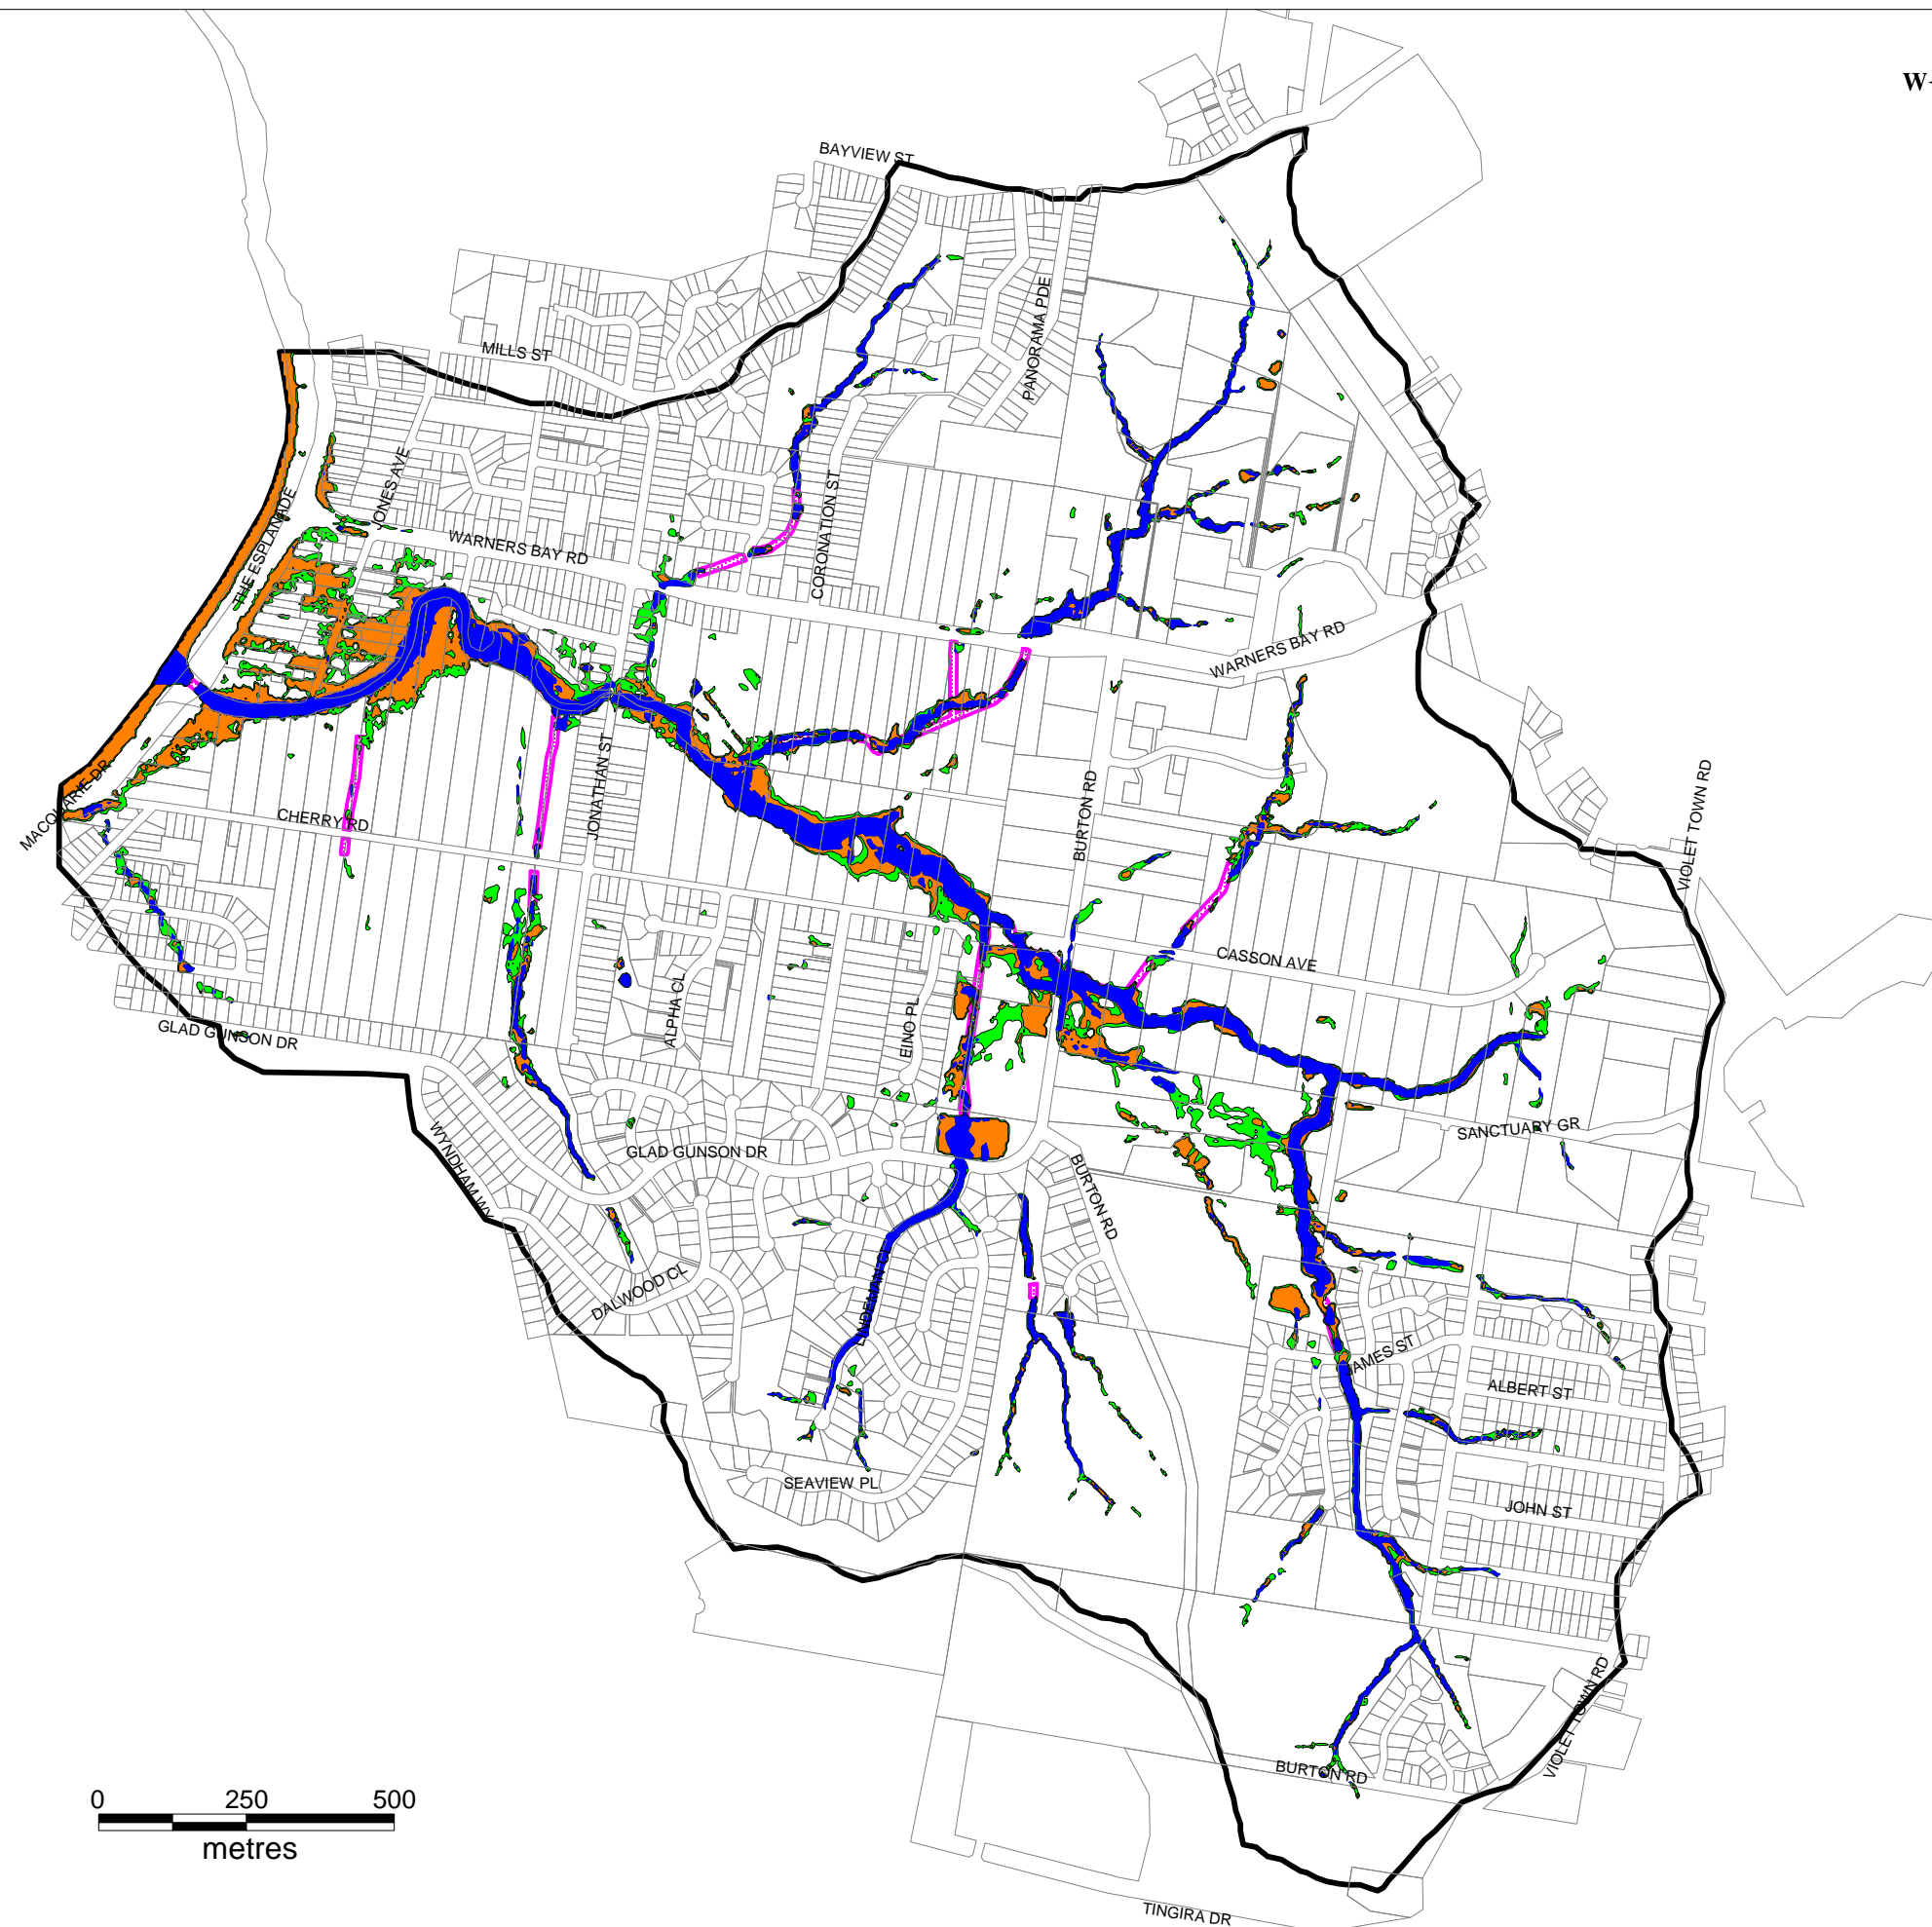 W
BAYVIEW ST
MILLS ST
PANORAMA PDE
JONES AVE
THE ESPLANADE
WARNERS BAY RD
CORONATION ST
WARNERS BAY RD
MACQUARIE DR
CHERRY RD
JONATHAN ST
BURTON RD
VIOLET TOWN RD
CASSON AVE
ALPHA CL
EINO PL
GLAD GUNSON DR
WYNDHAM WY
GLAD GUNSON DR
SANCTUARY GR
BURTON RD
DALWOOD CL
LINDEMAN CL
JAMES ST
ALBERT ST
SEAVIEW PL
JOHN ST
VIOLET TOWN RD
BURTON RD
0 250 500
metres
TINGIRA DR